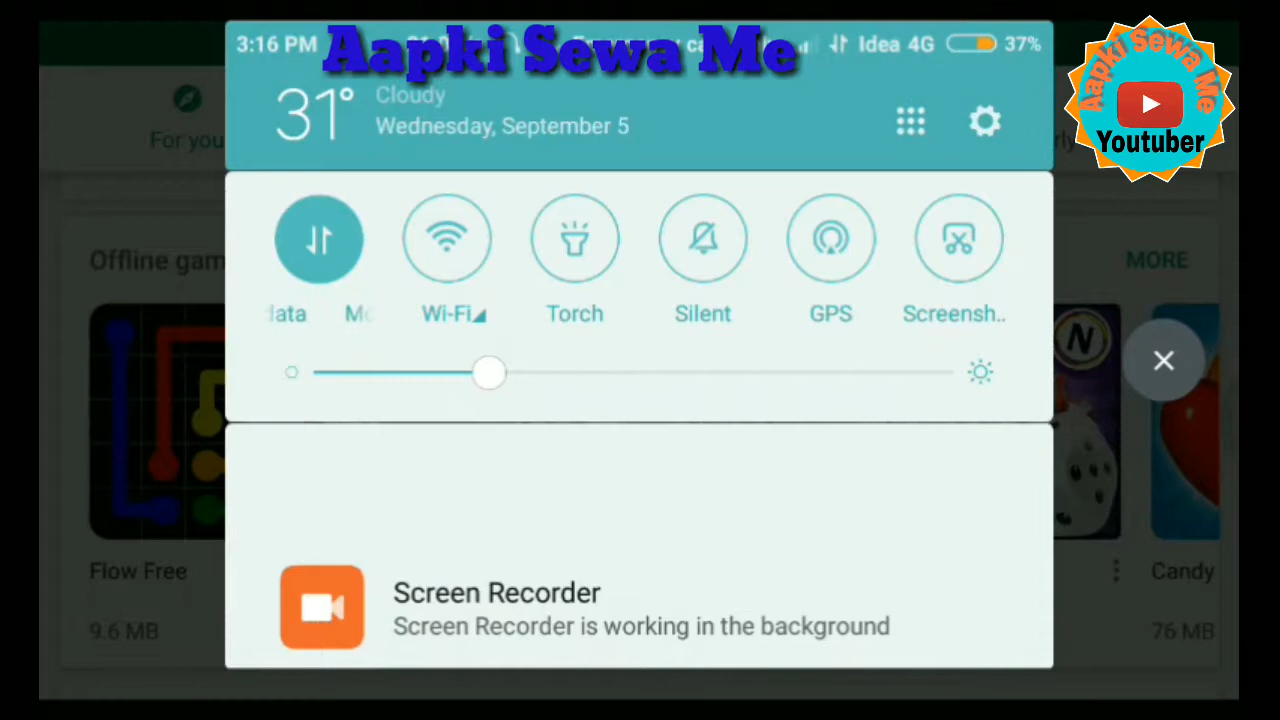 Aapki Sewa Me
3:16 PM
Idea 4G
37%
31°
Cloudy
Wednesday, September 5
Aapki Sewa Me
Youtuber
For you
Offline gam
MORE
data
Wi-Fi
Torch
Silent
GPS
Screensh..
N
Flow Free
Candy
9.6 MB
76 MB
Screen Recorder
Screen Recorder is working in the background